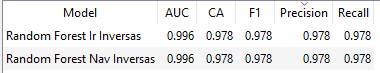 Model AUC CA F1 Precision Recall
Random Forest Ir Inversas 0.996 0.978 0.978 0.978 0.978
Random Forest Nav Inversas 0.996 0.978 0.978 0.978 0.978